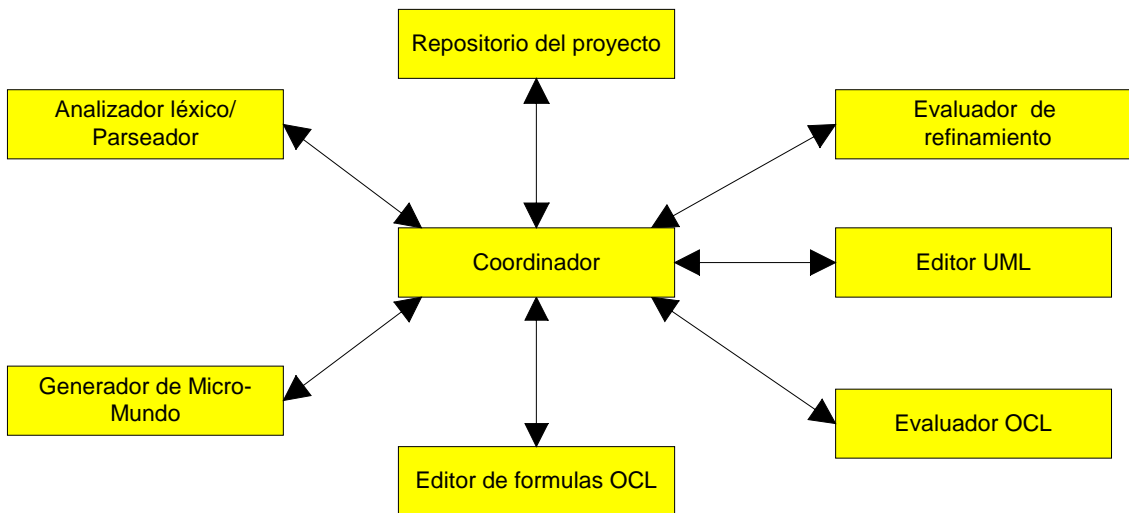 Repositorio del proyecto
Analizador léxico/
Parseador
Evaluador de
refinamiento
Coordinador
Editor UML
Generador de Micro-
Mundo
Evaluador OCL
Editor de formulas OCL